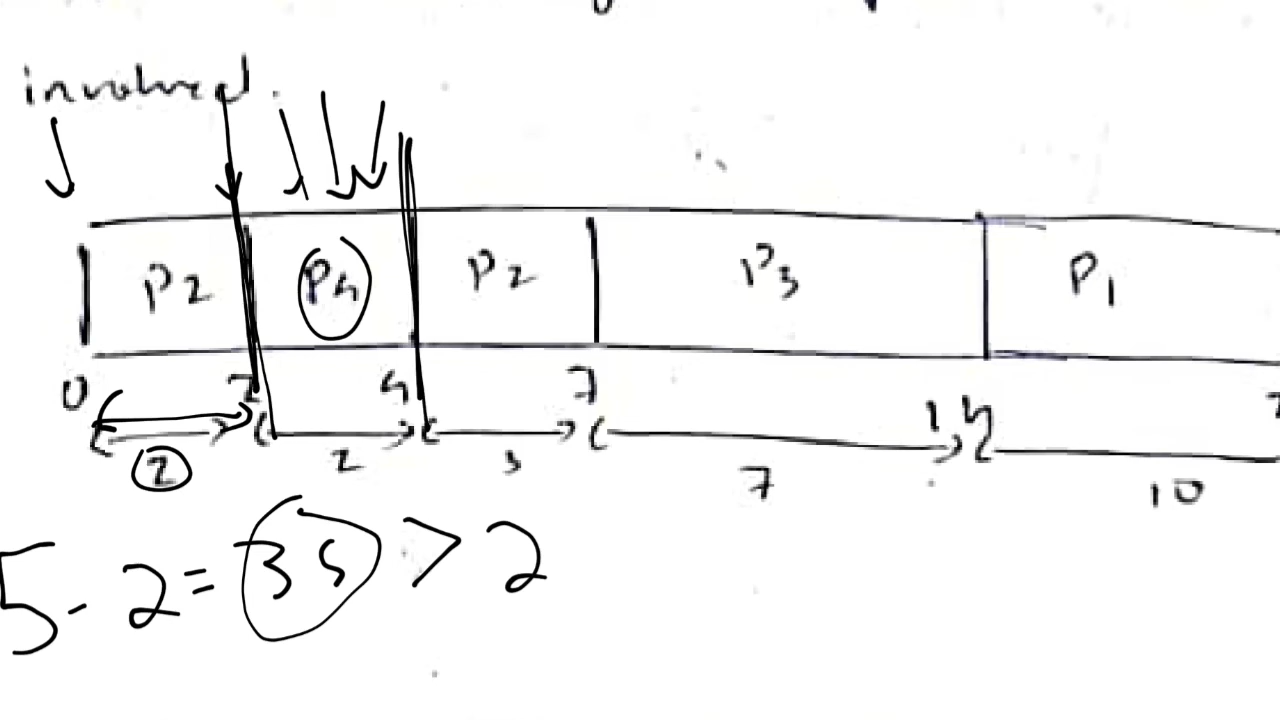 involved.
P2 P4 P2 P3 P1
0 2 4 7 14
2 2 3 7 10
5 - 2 = 3s > 2